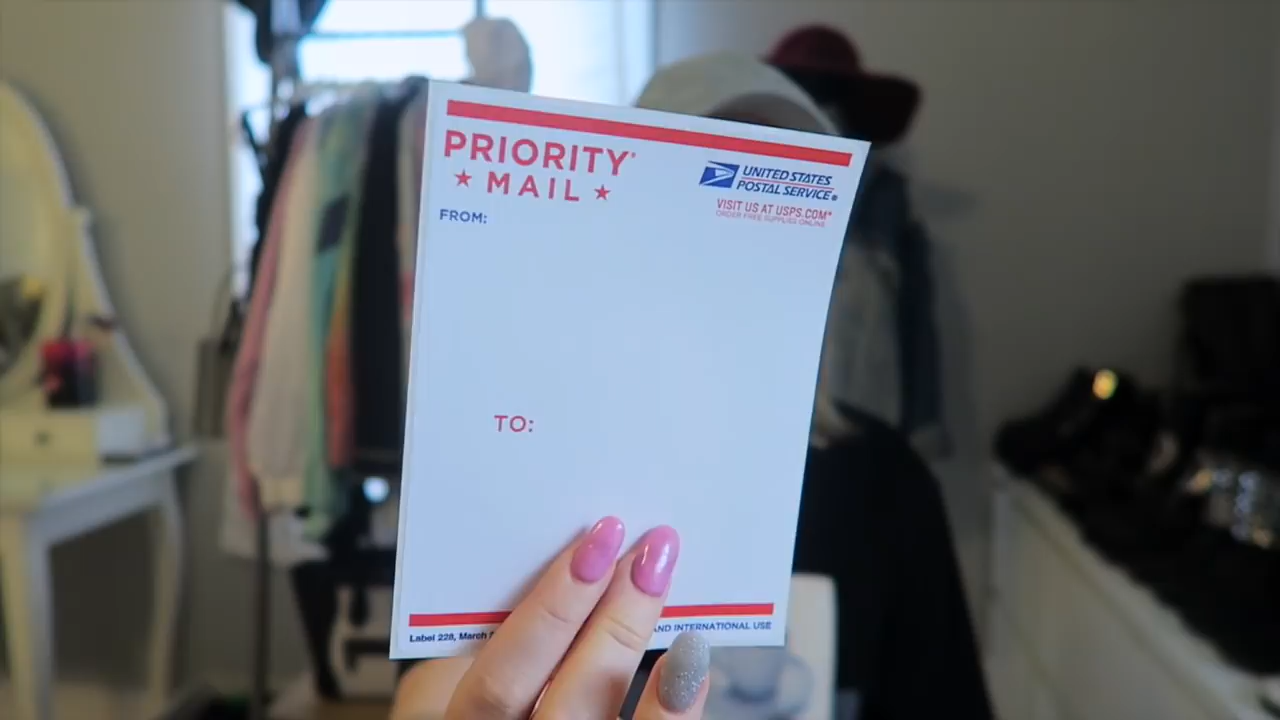 PRIORITY®
★ MAIL ★
UNITED STATES
POSTAL SERVICE®
VISIT US AT USPS.COM®
ORDER FREE SUPPLIES ONLINE
FROM:
TO:
Label 228, March
AND INTERNATIONAL USE